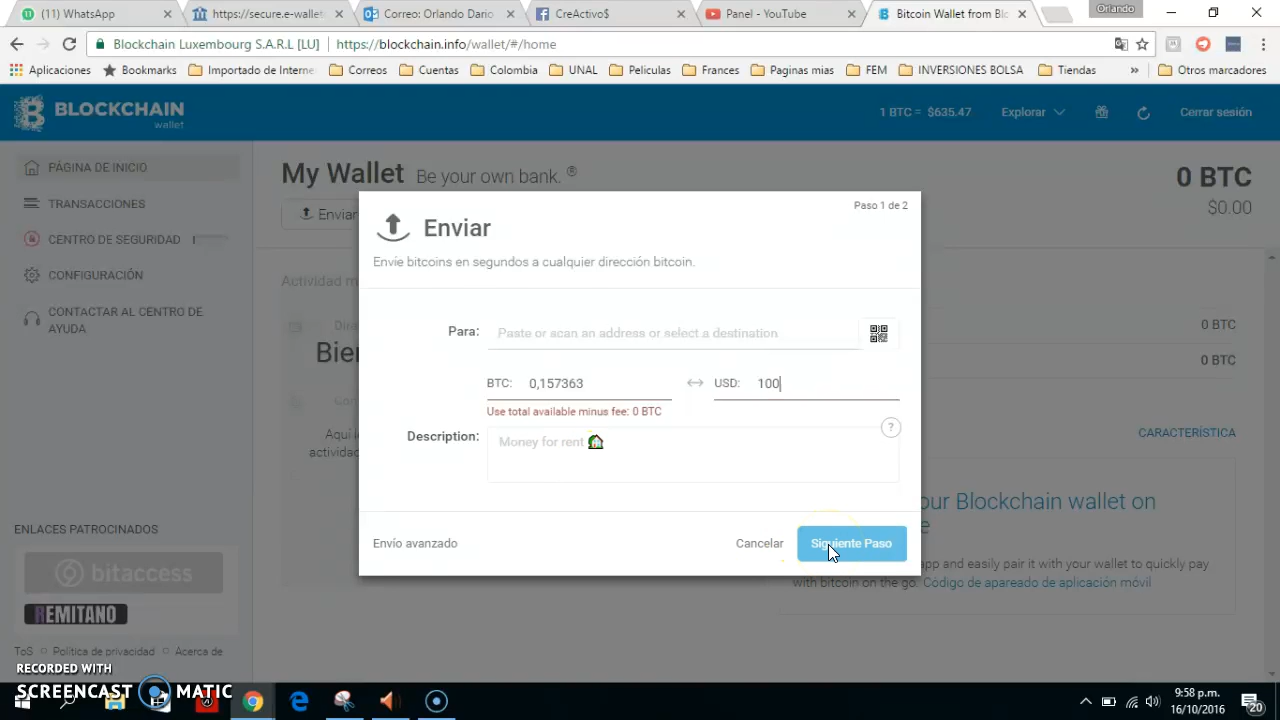 (11) WhatsApp
https://secure.e-wallet
Correo: Orlando Dario
CreActivo$
Panel - YouTube
Bitcoin Wallet from Blo
Orlando
Blockchain Luxembourg S.A.R.L [LU]
https://blockchain.info/wallet/#/home
Aplicaciones
Bookmarks
Importado de Interne
Correos
Cuentas
Colombia
UNAL
Peliculas
Frances
Paginas mias
FEM
INVERSIONES BOLSA
Tiendas
»
Otros marcadores
BLOCKCHAIN
wallet
1 BTC = $635.47
Explorar
Cerrar sesión
PÁGINA DE INICIO
TRANSACCIONES
CENTRO DE SEGURIDAD
CONFIGURACIÓN
CONTACTAR AL CENTRO DE
AYUDA
My Wallet Be your own bank. ®
0 BTC
$0.00
Enviar
Actividad
Paso 1 de 2
Enviar
Envíe bitcoins en segundos a cualquier dirección bitcoin.
Para: Paste or scan an address or select a destination
BTC: 0,157363
USD: 100
Use total available minus fee: 0 BTC
Description: Money for rent
?
Envío avanzado
Cancelar
Siguiente Paso
0 BTC
0 BTC
Bien
Aquí
actividad
CARACTERÍSTICA
our Blockchain wallet on
e
app and easily pair it with your wallet to quickly pay
with bitcoin on the go. Código de apareado de aplicación móvil
ENLACES PATROCINADOS
bitaccess
REMITANO
ToS
Política de privacidad
Acerca de
RECORDED WITH
SCREENCAST MATIC
9:58 p.m.
16/10/2016
20